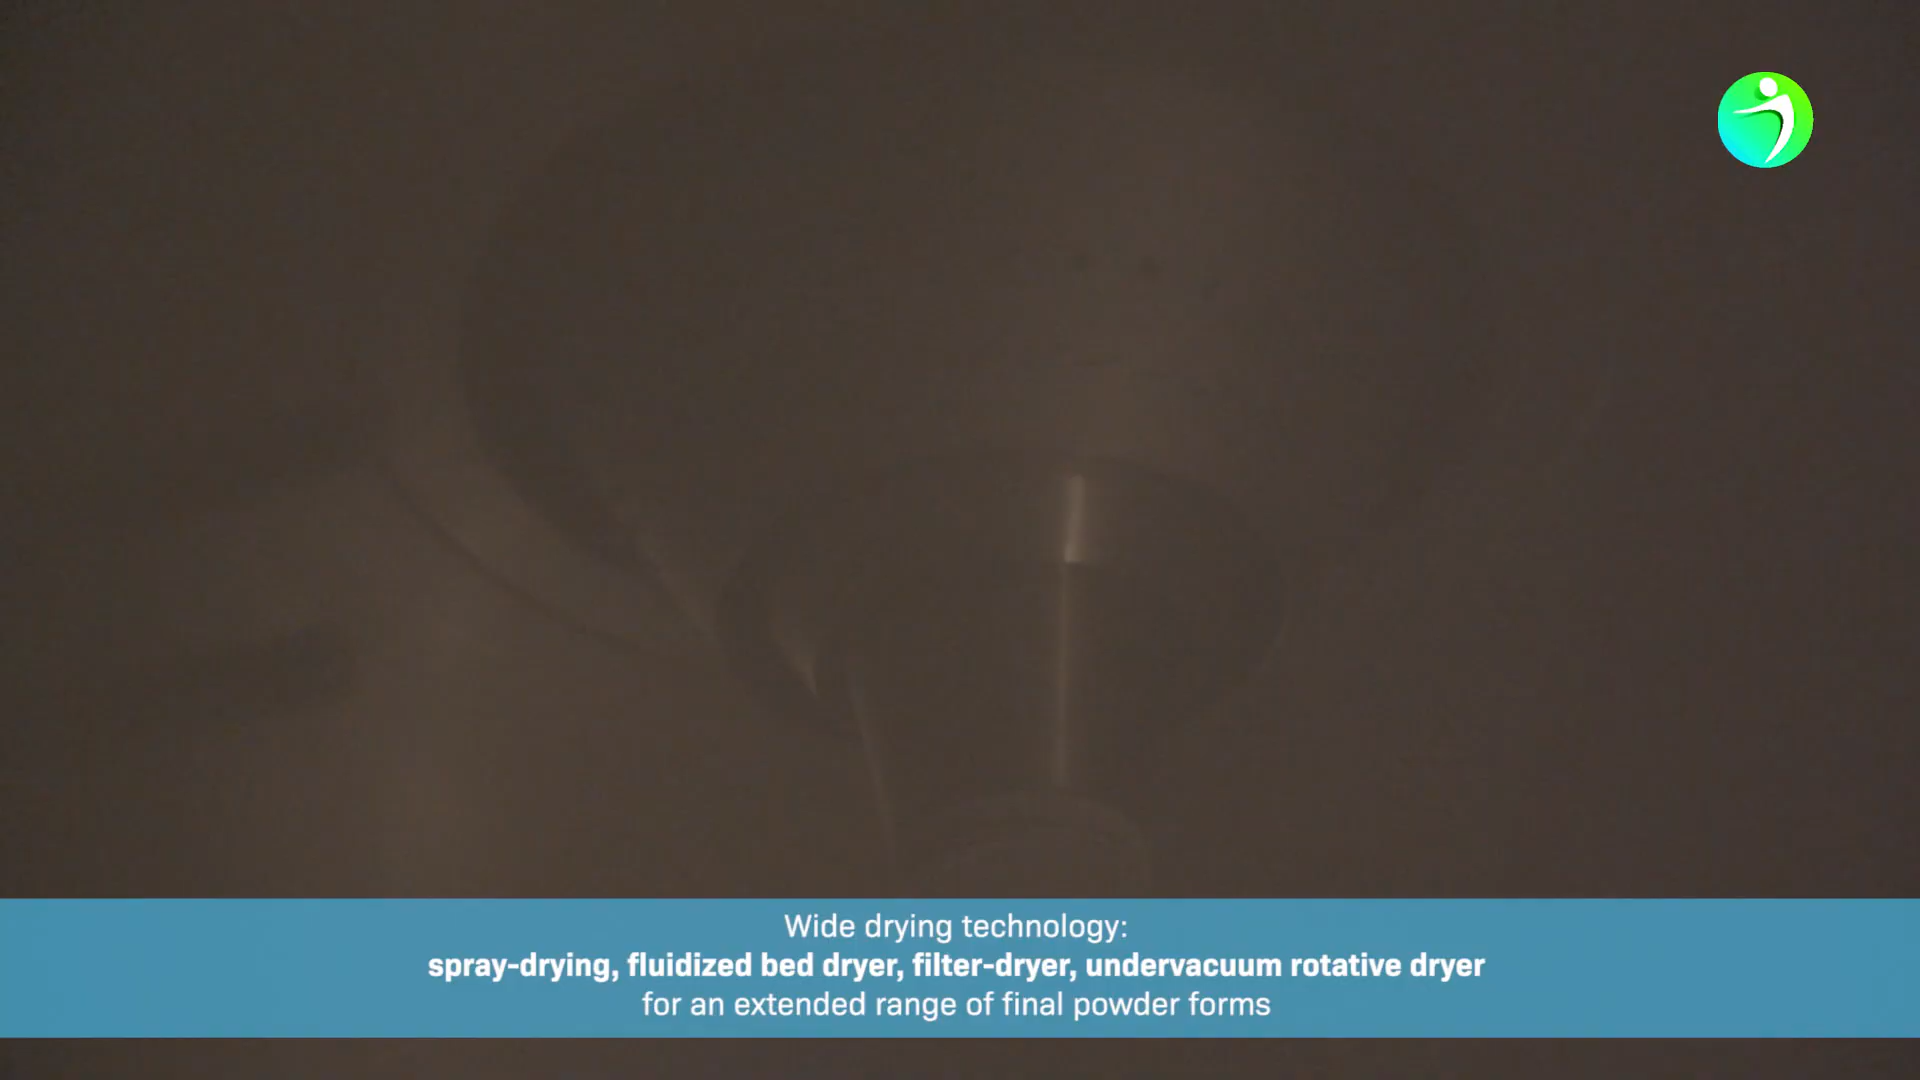 Wide drying technology:
spray-drying, fluidized bed dryer, filter-dryer, undervacuum rotative dryer
for an extended range of final powder forms